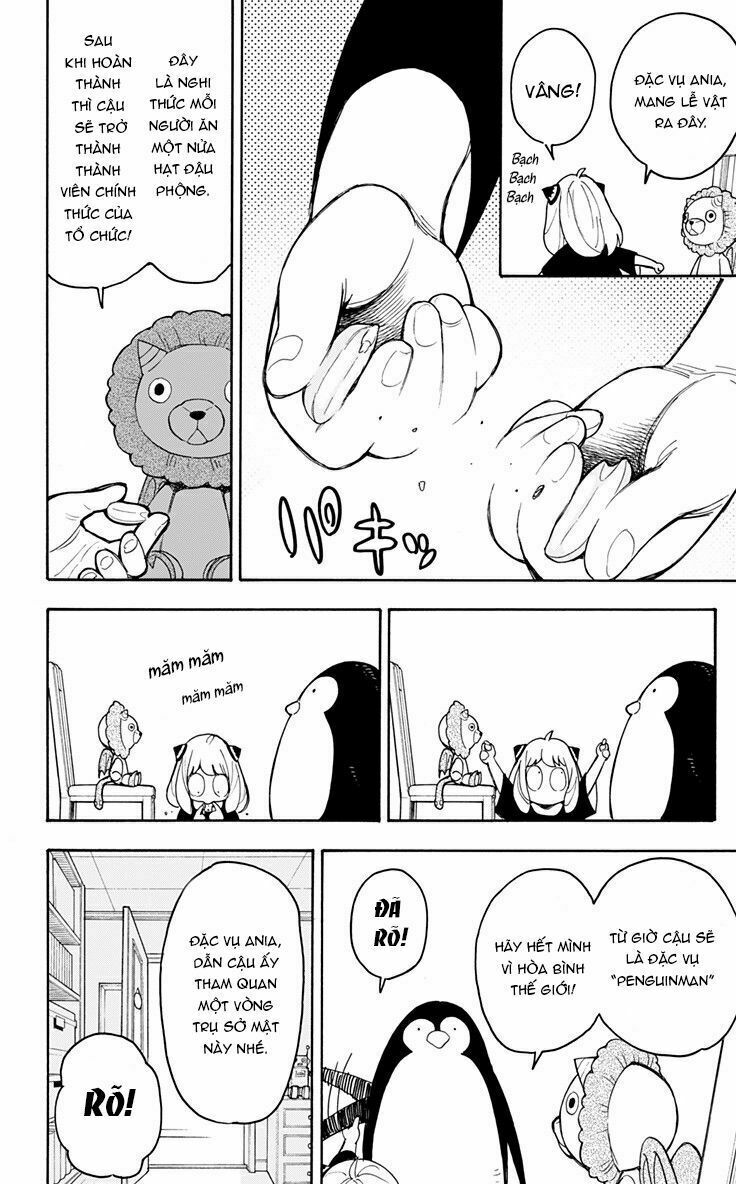 ĐẶC VỤ ANIA,
MANG LỄ VẬT
RA ĐÂY.
VÂNG!
Bạch
Bạch
Bạch
パキッ
ĐÂY
LÀ NGHI
THỨC MỖI
NGƯỜI ĂN
MỘT NỬA
HẠT ĐẬU
PHỘNG.
SAU
KHI HOÀN
THÀNH
THÌ CẬU
SẼ TRỞ
THÀNH
THÀNH
VIÊN CHÍNH
THỨC CỦA
TỔ CHỨC!
măm măm
măm măm
TỪ GIỜ CẬU SẼ
LÀ ĐẶC VỤ
"PENGUINMAN"
HÃY HẾT MÌNH
VÌ HÒA BÌNH
THẾ GIỚI!
ĐÃ
RÕ!
ĐẶC VỤ ANIA,
DẪN CẬU ẤY
THAM QUAN
MỘT VÒNG
TRỤ SỞ MẬT
NÀY NHÉ.
RÕ!